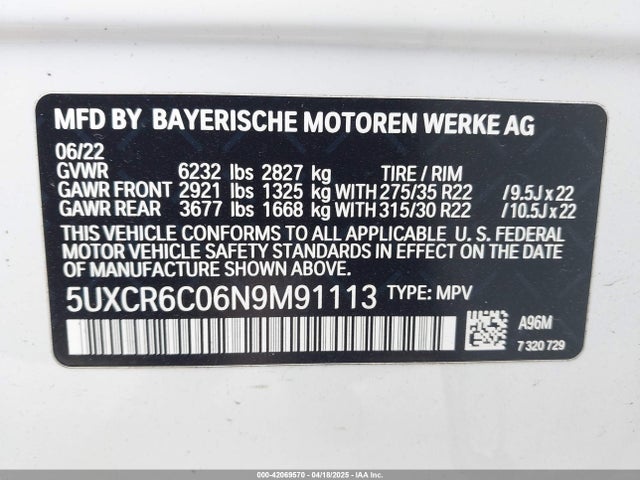 MFD BY BAYERISCHE MOTOREN WERKE AG
06/22
GVWR 6232 lbs 2827 kg TIRE / RIM
GAWR FRONT 2921 lbs 1325 kg WITH 275/35 R22 / 9.5J x 22
GAWR REAR 3677 lbs 1668 kg WITH 315/30 R22 / 10.5J x 22
THIS VEHICLE CONFORMS TO ALL APPLICABLE U. S. FEDERAL
MOTOR VEHICLE SAFETY STANDARDS IN EFFECT ON THE
DATE OF MANUFACTURE SHOWN ABOVE.
5UXCR6C06N9M91113 TYPE: MPV
A96M
7 320 729
000-42069570 - 04/18/2025 - IAA Inc.